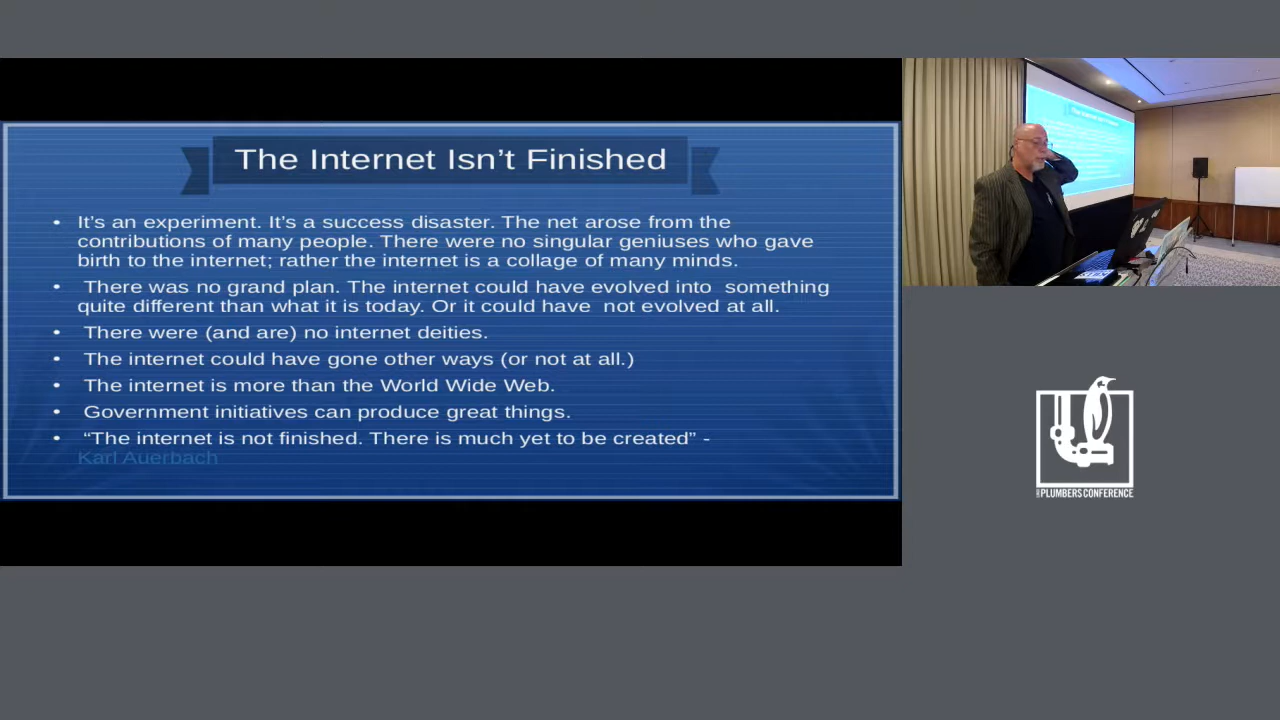 The Internet Isn't Finished
• It's an experiment. It's a success disaster. The net arose from the
contributions of many people. There were no singular geniuses who gave
birth to the internet; rather the internet is a collage of many minds.
• There was no grand plan. The internet could have evolved into  something
quite different than what it is today. Or it could have  not evolved at all.
• There were (and are) no internet deities.
• The internet could have gone other ways (or not at all.)
• The internet is more than the World Wide Web.
• Government initiatives can produce great things.
• “The internet is not finished. There is much yet to be created” -
Karl Auerbach
PLUMBERS CONFERENCE